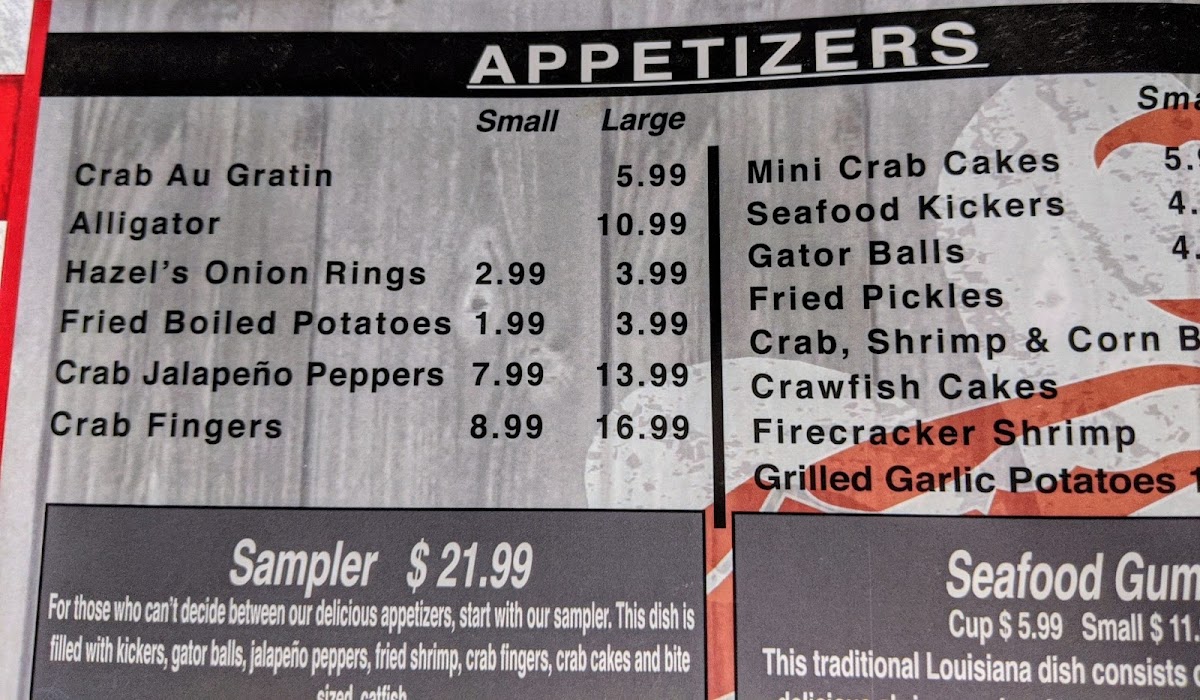 APPETIZERS
Small Large
Crab Au Gratin 5.99
Alligator 10.99
Hazel's Onion Rings 2.99 3.99
Fried Boiled Potatoes 1.99 3.99
Crab Jalapeño Peppers 7.99 13.99
Crab Fingers 8.99 16.99
Mini Crab Cakes
Seafood Kickers
Gator Balls
Fried Pickles
Crab, Shrimp & Corn
Crawfish Cakes
Firecracker Shrimp
Grilled Garlic Potatoes
Sampler $ 21.99
For those who can't decide between our delicious appetizers, start with our sampler. This dish is
filled with kickers, gator balls, jalapeño peppers, fried shrimp, crab fingers, crab cakes and bite
sized catfish
Seafood
Cup $ 5.99 Small $
This traditional Louisiana dish consists